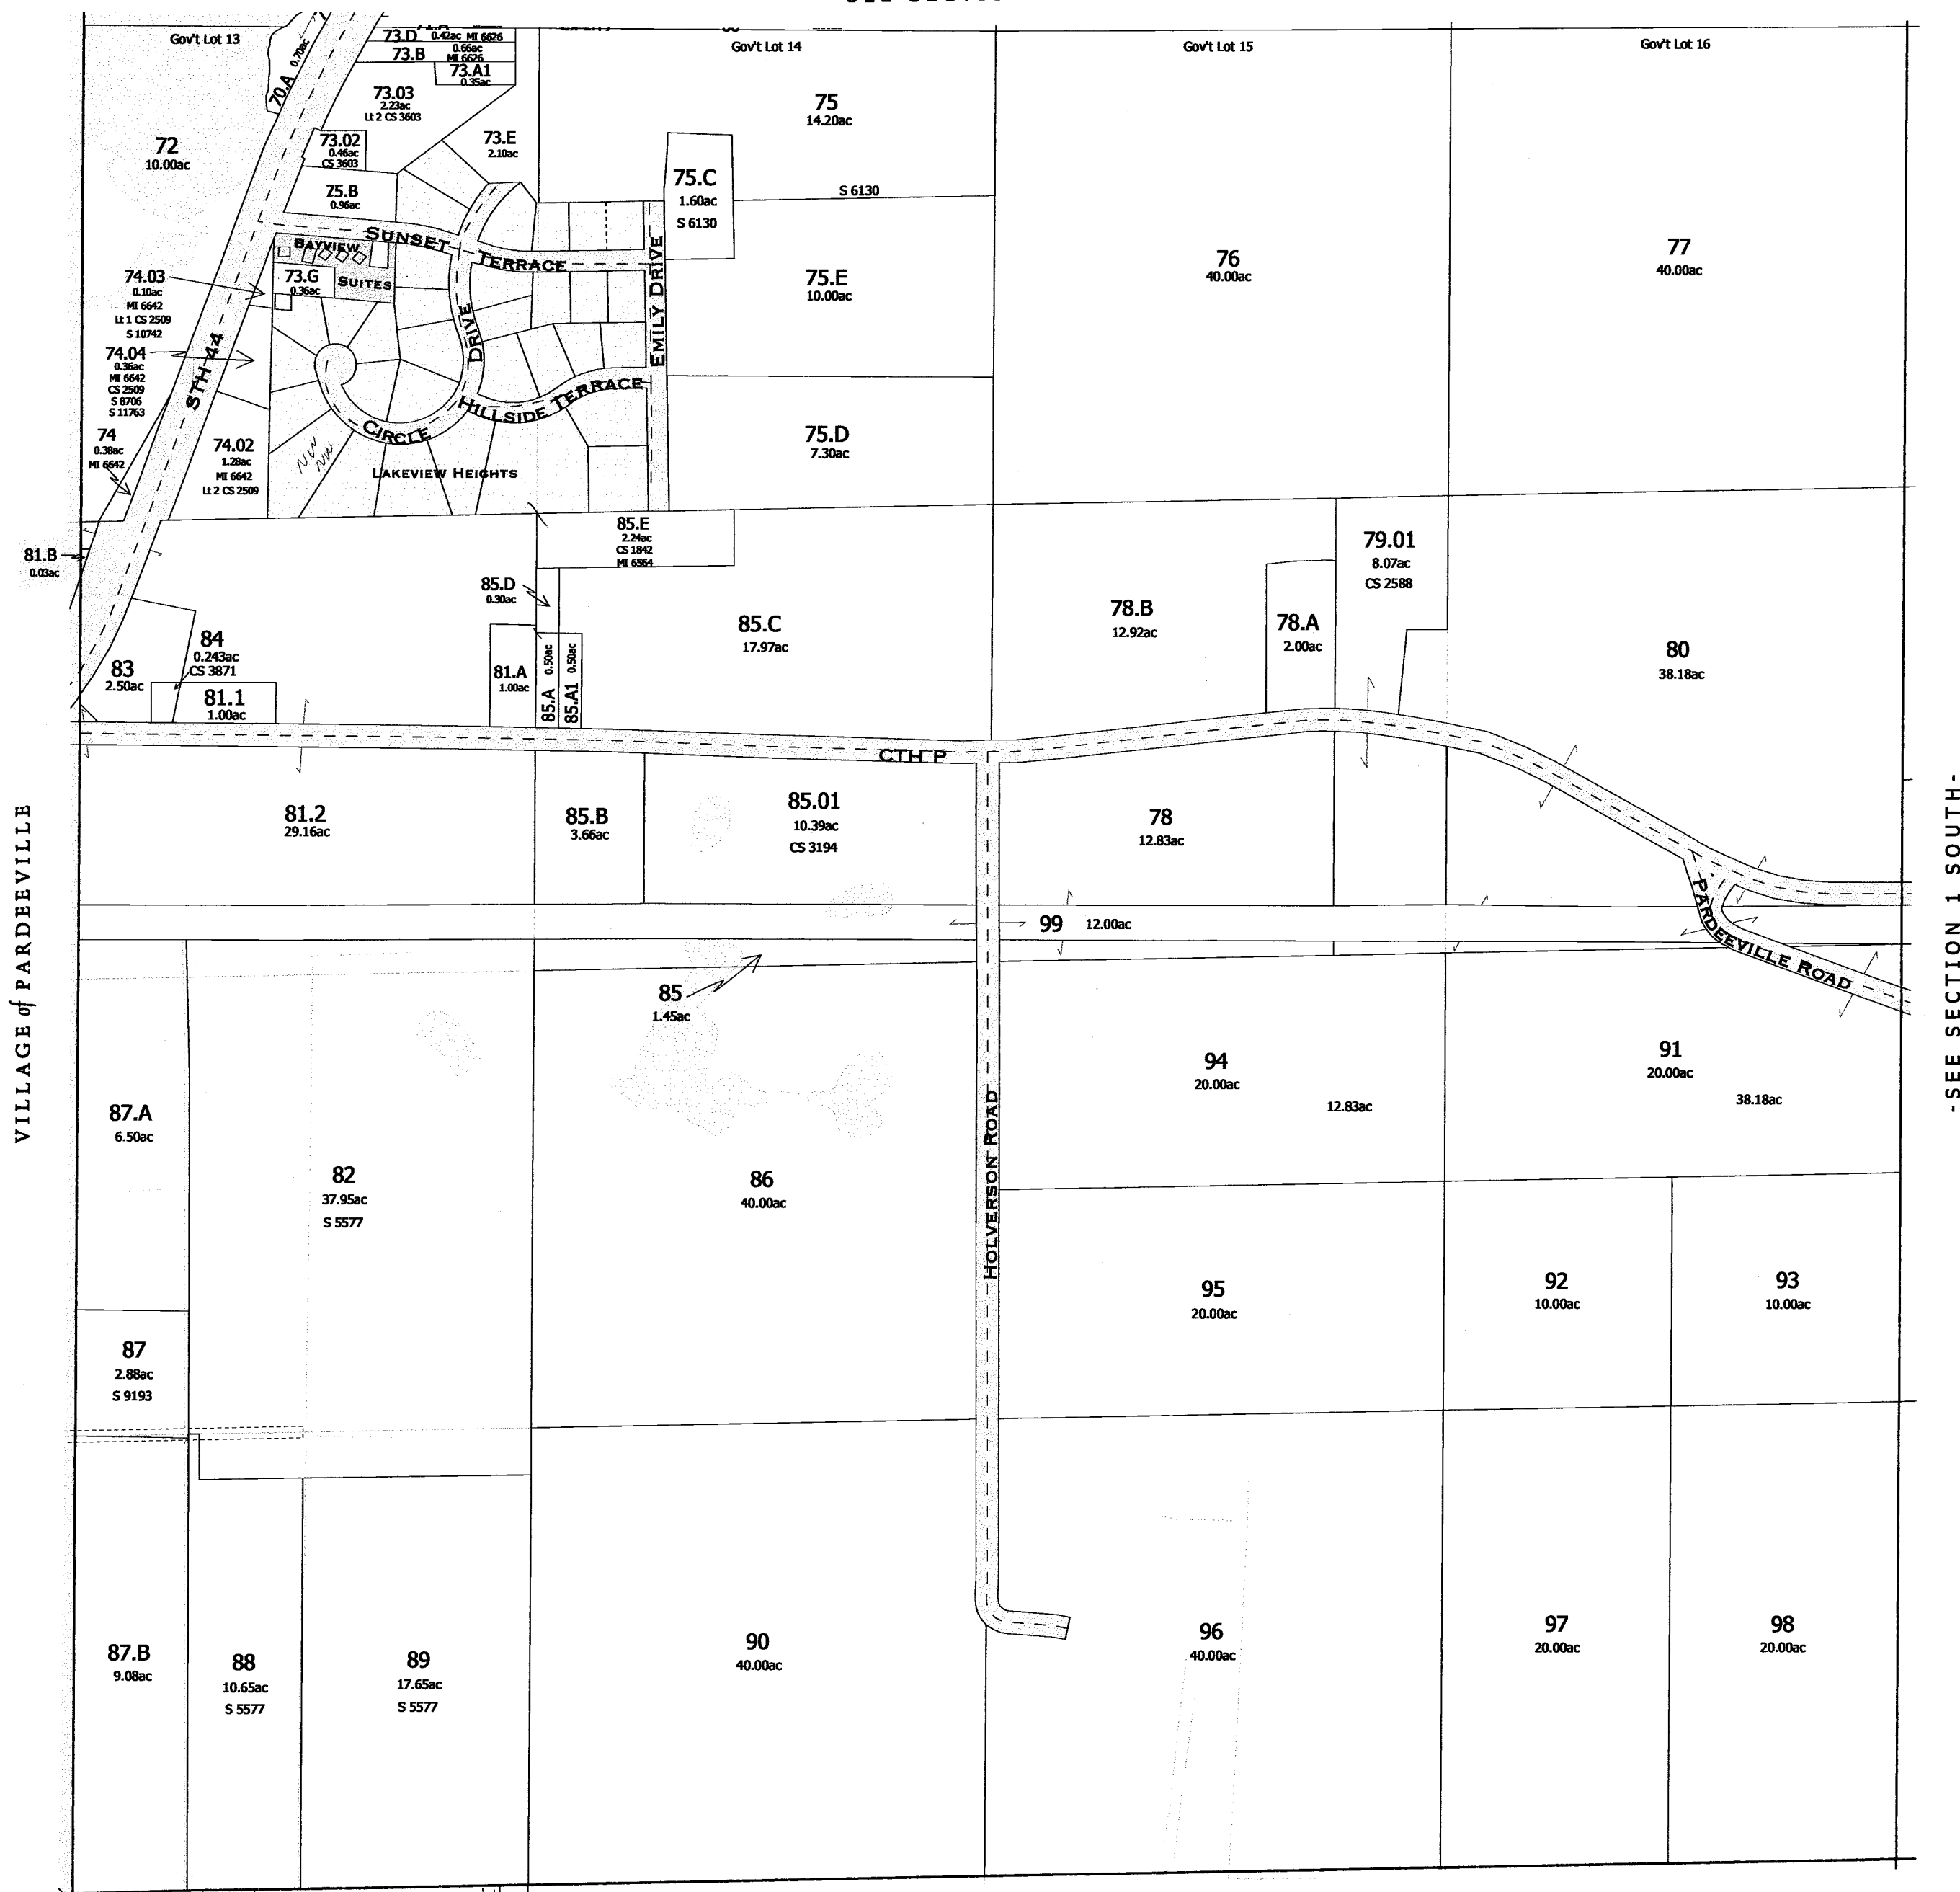 Gov't Lot 13
73.D 0.42ac MI 6626
73.B 0.66ac
MI 6626
73.A1
0.35ac
Gov't Lot 14
Gov't Lot 15
Gov't Lot 16
70.A 0.70ac
73.03
2.23ac
Lt 2 CS 3603
72
10.00ac
73.02
0.46ac
CS 3603
73.E
2.10ac
75
14.20ac
S 6130
75.B
0.96ac
75.C
1.60ac
S 6130
SUNSET TERRACE
BAYVIEW
SUITES
73.G
0.36ac
EMILY DRIVE
75.E
10.00ac
76
40.00ac
77
40.00ac
74.03
0.10ac
MI 6642
Lt 1 CS 2509
S 10742
74.04
0.36ac
MI 6642
CS 2509
S 8706
S 11763
STH 44
DRIVE
CIRCLE
HILLSIDE TERRACE
NW
NW
LAKEVIEW HEIGHTS
74
0.38ac
MI 6642
74.02
1.28ac
MI 6642
Lt 2 CS 2509
75.D
7.30ac
81.B
0.03ac
85.E
2.24ac
CS 1842
MI 6564
85.D
0.30ac
79.01
8.07ac
CS 2588
85.C
17.97ac
78.B
12.92ac
78.A
2.00ac
80
38.18ac
84
0.243ac
CS 3871
83
2.50ac
81.1
1.00ac
81.A
1.00ac
85.A 0.50ac
85.A1 0.50ac
CTH P
81.2
29.16ac
85.B
3.66ac
85.01
10.39ac
CS 3194
78
12.83ac
VILLAGE of PARDEEVILLE
-SEE SECTION 1 SOUTH-
99 12.00ac
PARDEEVILLE ROAD
85
1.45ac
94
20.00ac
12.83ac
91
20.00ac
38.18ac
87.A
6.50ac
82
37.95ac
S 5577
86
40.00ac
HOLVERSON ROAD
95
20.00ac
92
10.00ac
93
10.00ac
87
2.88ac
S 9193
87.B
9.08ac
88
10.65ac
S 5577
89
17.65ac
S 5577
90
40.00ac
96
40.00ac
97
20.00ac
98
20.00ac